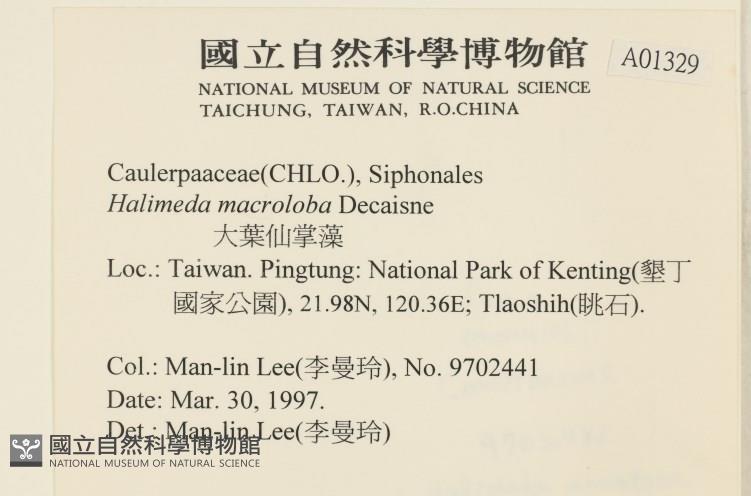 國立自然科學博物館
A01329
NATIONAL MUSEUM OF NATURAL SCIENCE
TAICHUNG, TAIWAN, R.O.CHINA
Caulerpaaceae(CHLO.), Siphonales
Halimeda macroloba Decaisne
大葉仙掌藻
Loc.: Taiwan. Pingtung: National Park of Kenting(墾丁
國家公園), 21.98N, 120.36E; Tlaoshih(眺石).
Col.: Man-lin Lee(李曼玲), No. 9702441
Date: Mar. 30, 1997.
Det.: Man-lin Lee(李曼玲)
國立自然科學博物館
NATIONAL MUSEUM OF NATURAL SCIENCE